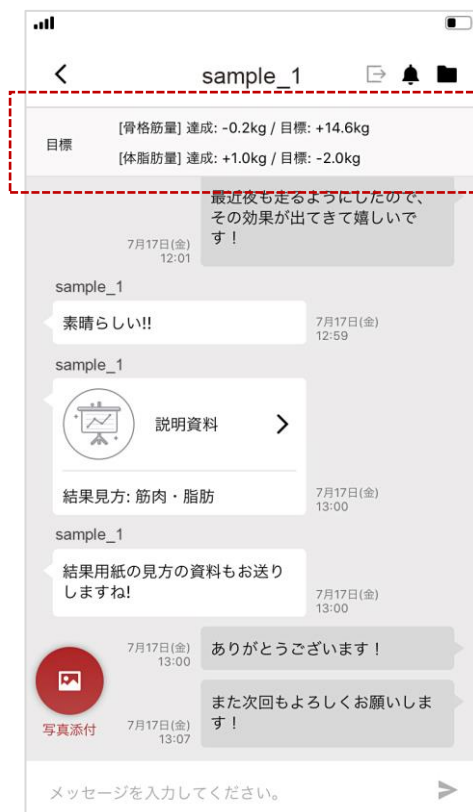 sample_1
目標
[骨格筋量] 達成: -0.2kg / 目標: +14.6kg
[体脂肪量] 達成: +1.0kg / 目標: -2.0kg
最近夜も走るようにしたので、
その効果が出てきて嬉しいで
す！
7月17日(金)
12:01
sample_1
素晴らしい!!
7月17日(金)
12:59
sample_1
説明資料
結果見方: 筋肉・脂肪
7月17日(金)
13:00
sample_1
結果用紙の見方の資料もお送り
しますね!
7月17日(金)
13:00
ありがとうございます！
7月17日(金)
13:00
また次回もよろしくお願いしま
す！
7月17日(金)
13:07
写真添付
メッセージを入力してください。